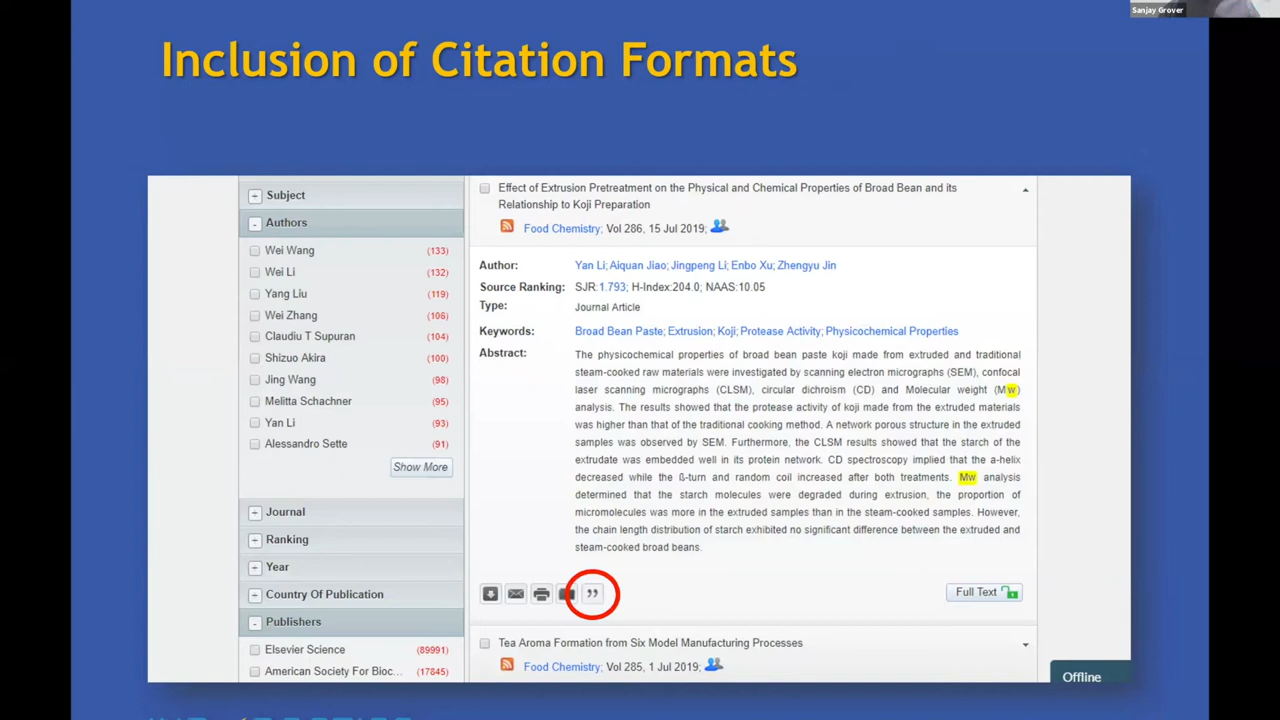 Sanjay Grover
Inclusion of Citation Formats
+ Subject
- Authors
Wei Wang (133)
Wei Li (132)
Yang Liu (119)
Wei Zhang (106)
Claudiu T Supuran (104)
Shizuo Akira (100)
Jing Wang (98)
Melitta Schachner (95)
Yan Li (93)
Alessandro Sette (91)
Show More
+ Journal
+ Ranking
+ Year
+ Country Of Publication
- Publishers
Elsevier Science (89991)
American Society For Bioc... (17845)
Effect of Extrusion Pretreatment on the Physical and Chemical Properties of Broad Bean and its
Relationship to Koji Preparation
Food Chemistry; Vol 286, 15 Jul 2019;
Author: Yan Li; Aiquan Jiao; Jingpeng Li; Enbo Xu; Zhengyu Jin
Source Ranking: SJR:1.793; H-Index:204.0; NAAS:10.05
Type: Journal Article
Keywords: Broad Bean Paste; Extrusion; Koji; Protease Activity; Physicochemical Properties
Abstract: The physicochemical properties of broad bean paste koji made from extruded and traditional
steam-cooked raw materials were investigated by scanning electron micrographs (SEM), confocal
laser scanning micrographs (CLSM), circular dichroism (CD) and Molecular weight (Mw)
analysis. The results showed that the protease activity of koji made from the extruded materials
was higher than that of the traditional cooking method. A network porous structure in the extruded
samples was observed by SEM. Furthermore, the CLSM results showed that the starch of the
extrudate was embedded well in its protein network. CD spectroscopy implied that the a-helix
decreased while the ß-turn and random coil increased after both treatments. Mw analysis
determined that the starch molecules were degraded during extrusion, the proportion of
micromolecules was more in the extruded samples than in the steam-cooked samples. However,
the chain length distribution of starch exhibited no significant difference between the extruded and
steam-cooked broad beans.
Full Text
Tea Aroma Formation from Six Model Manufacturing Processes
Food Chemistry; Vol 285, 1 Jul 2019;
Offline